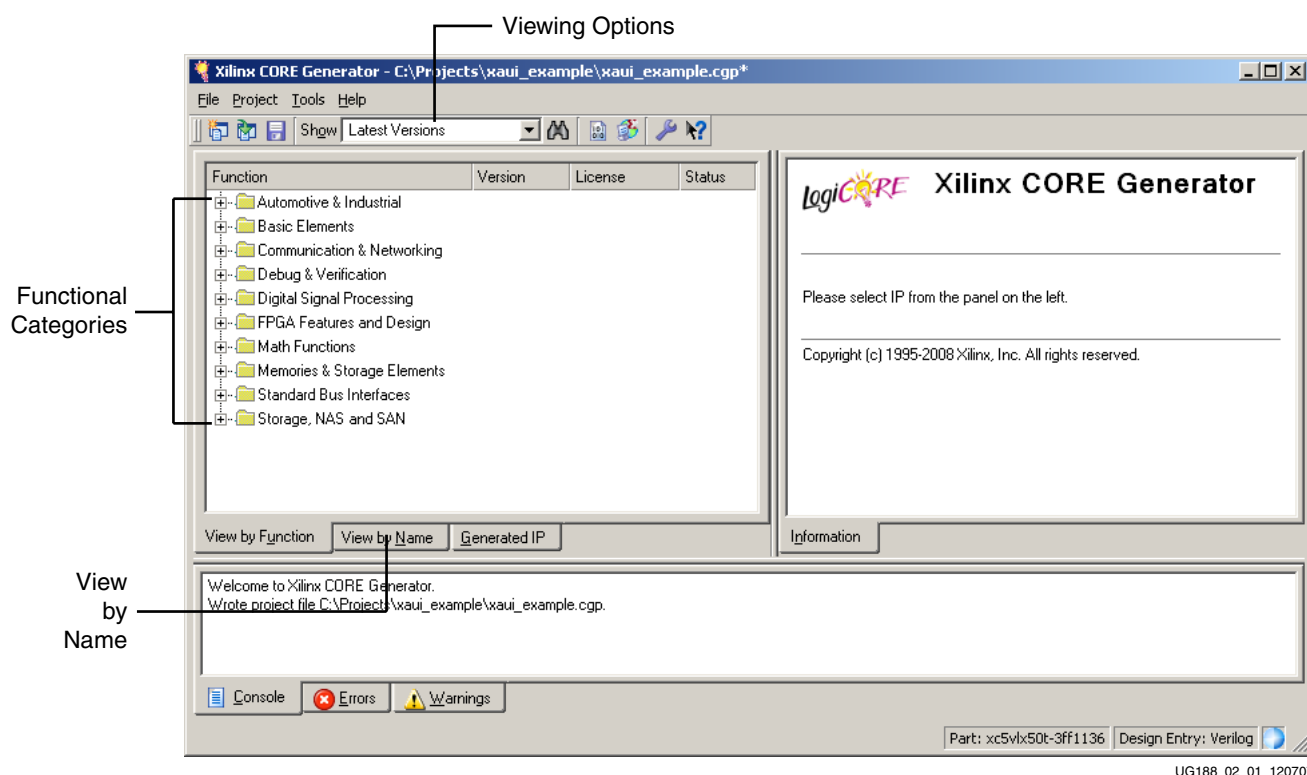 Viewing Options
Xilinx CORE Generator - C:\Projects\xaui_example\xaui_example.cgp*
File Project Tools Help
Show Latest Versions
Function Version License Status
Automotive & Industrial
Basic Elements
Communication & Networking
Debug & Verification
Digital Signal Processing
FPGA Features and Design
Math Functions
Memories & Storage Elements
Standard Bus Interfaces
Storage, NAS and SAN
Functional
Categories
View by Function View by Name Generated IP
LogiCORE Xilinx CORE Generator
Please select IP from the panel on the left.
Copyright (c) 1995-2008 Xilinx, Inc. All rights reserved.
Information
View
by
Name
Welcome to Xilinx CORE Generator.
Wrote project file C:\Projects\xaui_example\xaui_example.cgp.
Console Errors Warnings
Part: xc5vlx50t-3ff1136 Design Entry: Verilog
UG188_02_01_12070